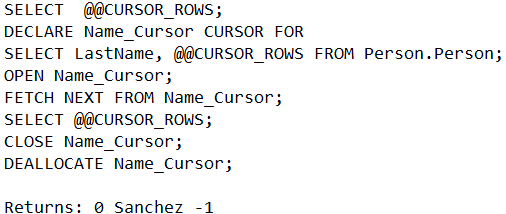 SELECT  @@CURSOR_ROWS;
DECLARE Name_Cursor CURSOR FOR
SELECT LastName, @@CURSOR_ROWS FROM Person.Person;
OPEN Name_Cursor;
FETCH NEXT FROM Name_Cursor;
SELECT @@CURSOR_ROWS;
CLOSE Name_Cursor;
DEALLOCATE Name_Cursor;
Returns: 0 Sanchez -1